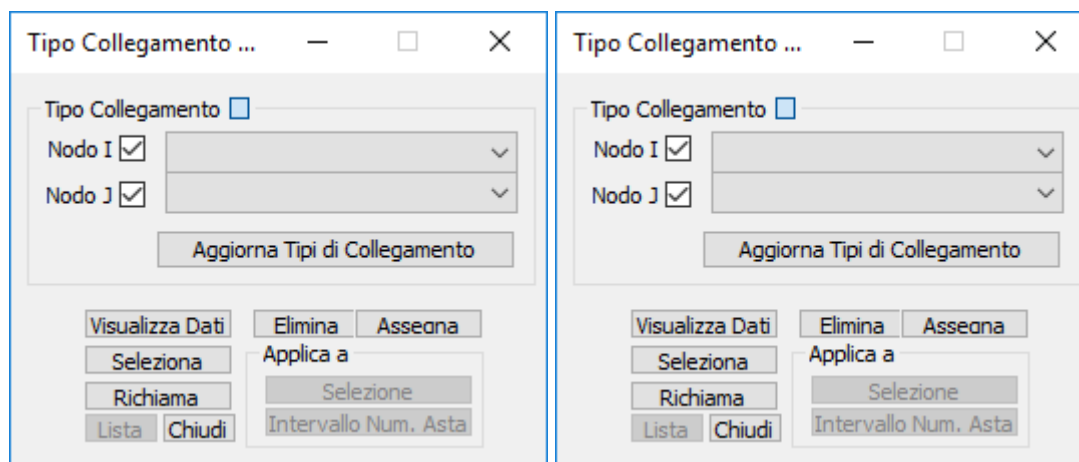 Tipo Collegamento ... Tipo Collegamento ...
Tipo Collegamento Tipo Collegamento
Nodo I Nodo I
Nodo J Nodo J
Aggiorna Tipi di Collegamento Aggiorna Tipi di Collegamento
Visualizza Dati Elimina Assegna Visualizza Dati Elimina Assegna
Seleziona Applica a Seleziona Applica a
Richiama Selezione Richiama Selezione
Lista Chiudi Intervallo Num. Asta Lista Chiudi Intervallo Num. Asta